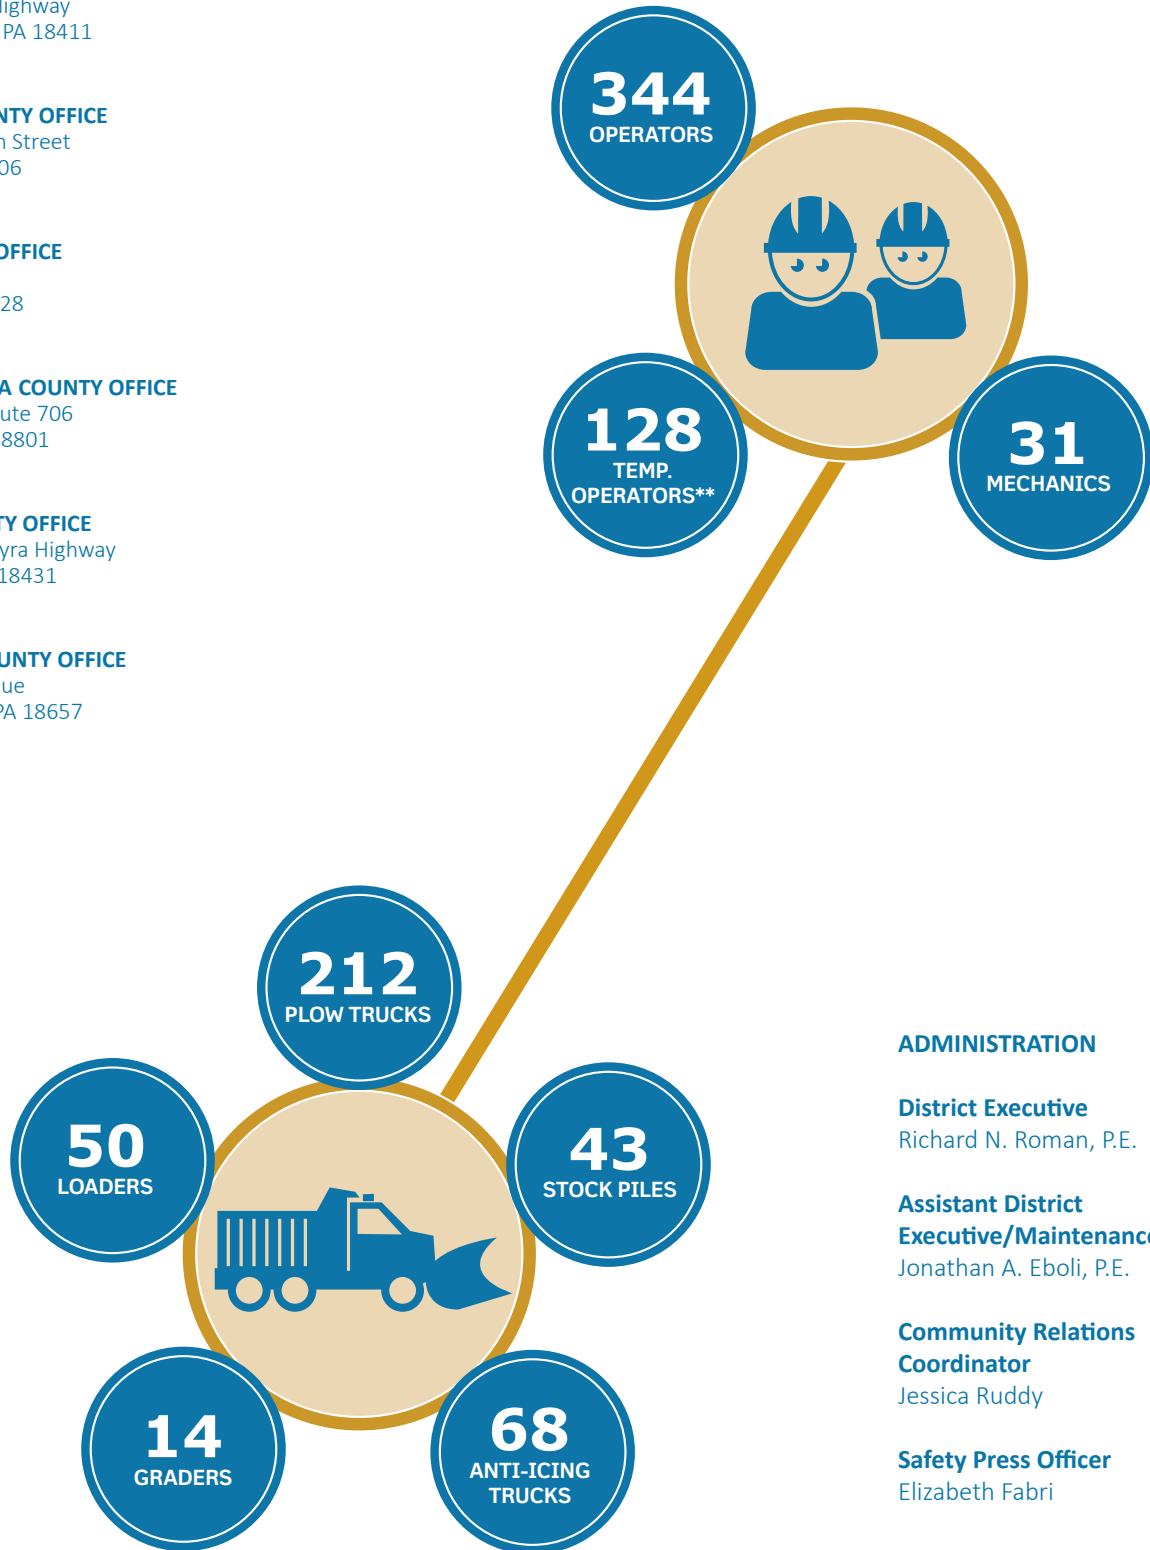 Highway
PA 18411
NTY OFFICE
n Street
06
OFFICE
28
A COUNTY OFFICE
ute 706
8801
TY OFFICE
yra Highway
18431
UNTY OFFICE
ue
PA 18657
344
OPERATORS
128
TEMP.
OPERATORS**
31
MECHANICS
212
PLOW TRUCKS
50
LOADERS
43
STOCK PILES
14
GRADERS
68
ANTI-ICING
TRUCKS
ADMINISTRATION
District Executive
Richard N. Roman, P.E.
Assistant District
Executive/Maintenance
Jonathan A. Eboli, P.E.
Community Relations
Coordinator
Jessica Ruddy
Safety Press Officer
Elizabeth Fabri